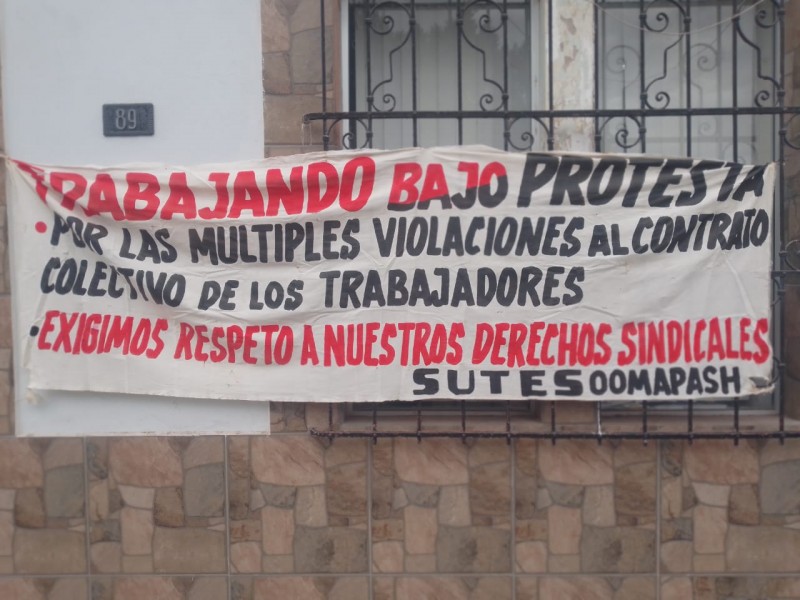 89
TRABAJANDO BAJO PROTESTA
• POR LAS MULTIPLES VIOLACIONES AL CONTRATO
COLECTIVO DE LOS TRABAJADORES
• EXIGIMOS RESPETO A NUESTROS DERECHOS SINDICALES
SUTESOOMAPASH